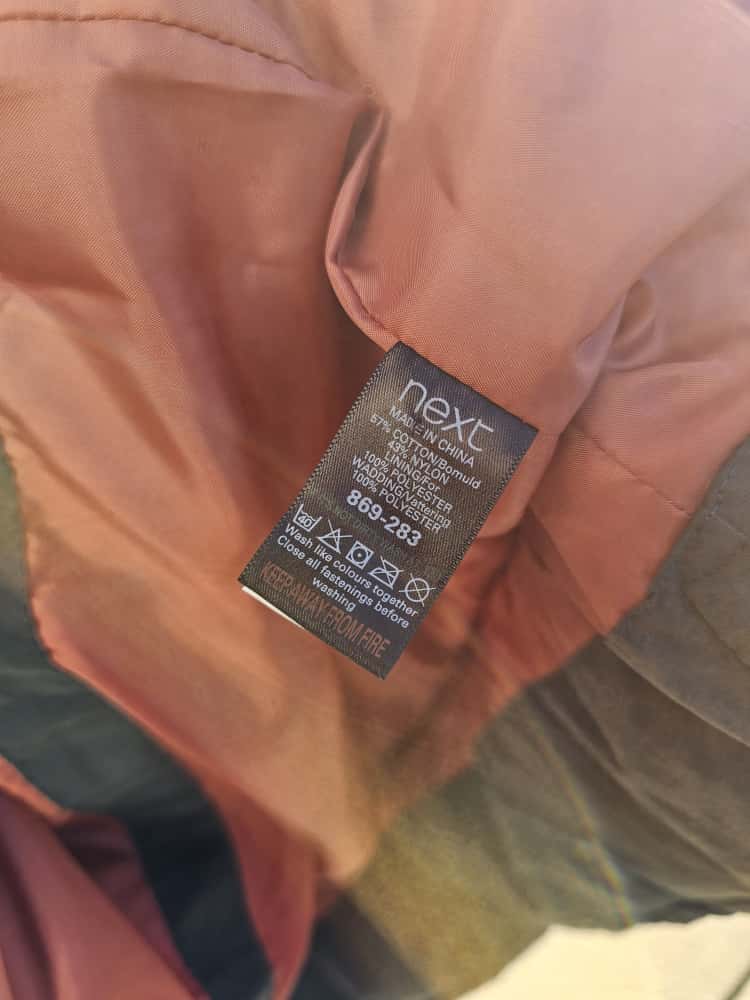 next
MADE IN CHINA
57% COTTON/Bomuld
43% NYLON
LINING/For
100% POLYESTER
WADDING/Vattering
100% POLYESTER
869-283
40
Wash like colours together
Close all fastenings before
washing
KEEP AWAY FROM FIRE